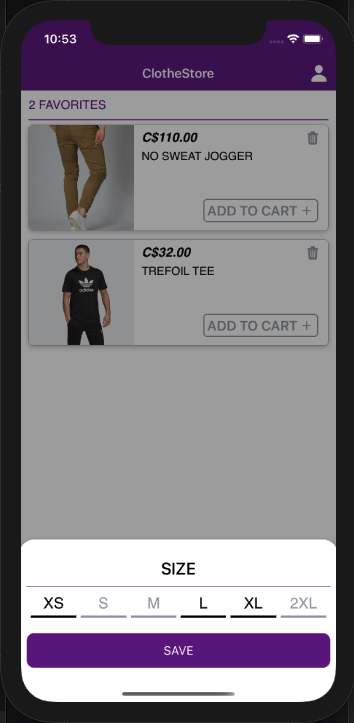 10:53
ClotheStore
2 FAVORITES
C$110.00
NO SWEAT JOGGER
ADD TO CART +
C$32.00
TREFOIL TEE
adidas
ADD TO CART +
SIZE
XS S M L XL 2XL
SAVE